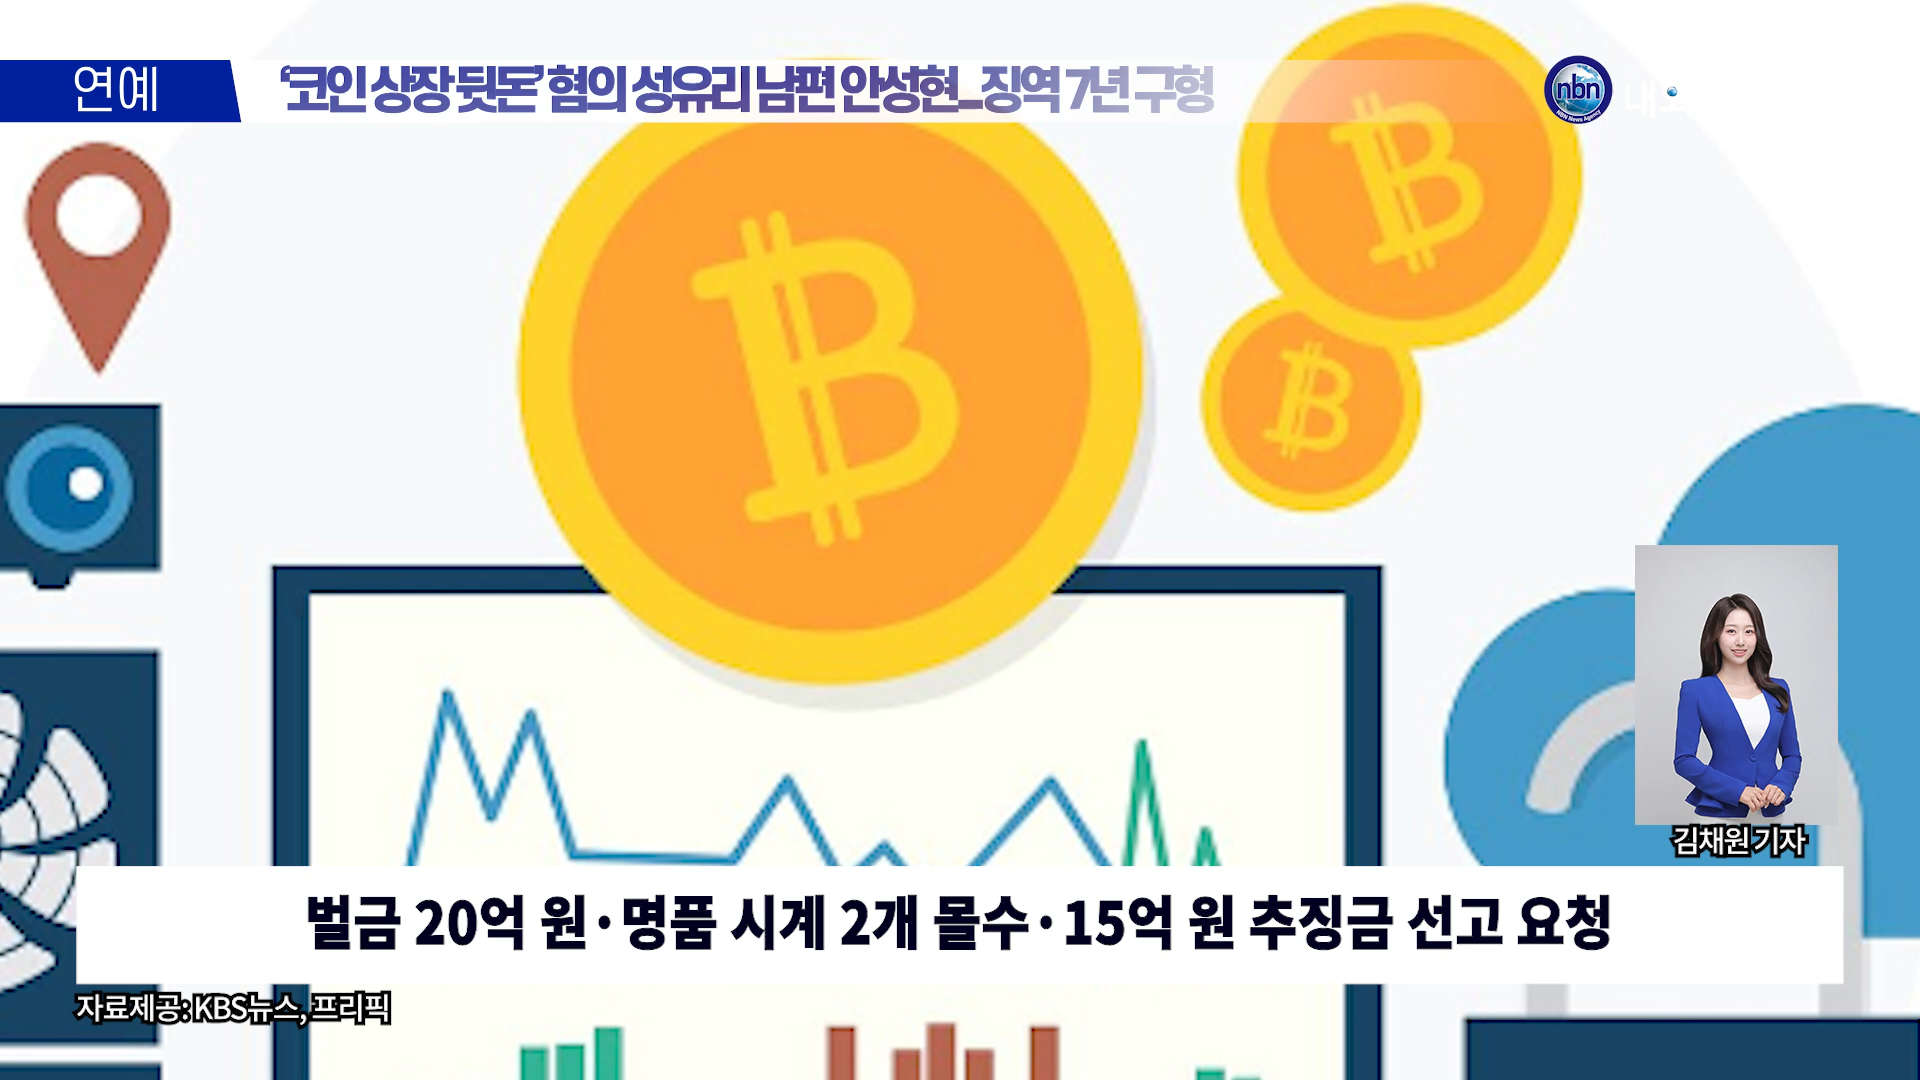 연예
‘코인 상장 뒷돈’ 혐의 성유리 남편 안성현...징역 7년 구형
nbn
NBN News Agency
김채원 기자
벌금 20억 원·명품 시계 2개 몰수·15억 원 추징금 선고 요청
자료제공: KBS뉴스, 프리픽